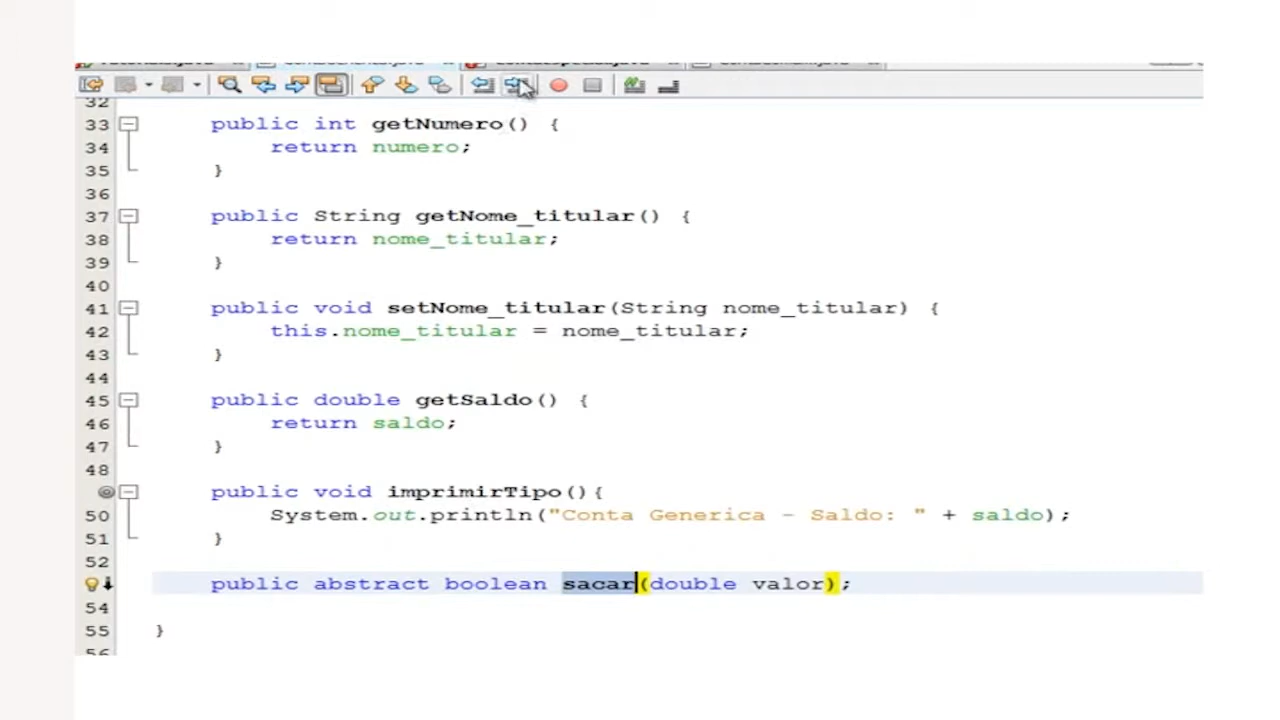 32
33 public int getNumero() {
34 return numero;
35 }
36
37 public String getNome_titular() {
38 return nome_titular;
39 }
40
41 public void setNome_titular(String nome_titular) {
42 this.nome_titular = nome_titular;
43 }
44
45 public double getSaldo() {
46 return saldo;
47 }
48
public void imprimirTipo(){
50 System.out.println("Conta Generica - Saldo: " + saldo);
51 }
52
public abstract boolean sacar(double valor);
54
55 }
56